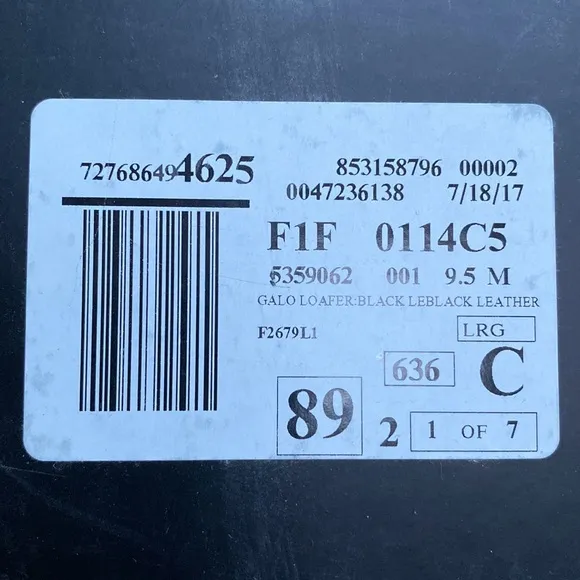 727686494625
853158796 00002
0047236138 7/18/17
F1F 0114C5
5359062 001 9.5 M
GALO LOAFER:BLACK LEBLACK LEATHER
F2679L1
LRG
636 C
89
2 1 OF 7